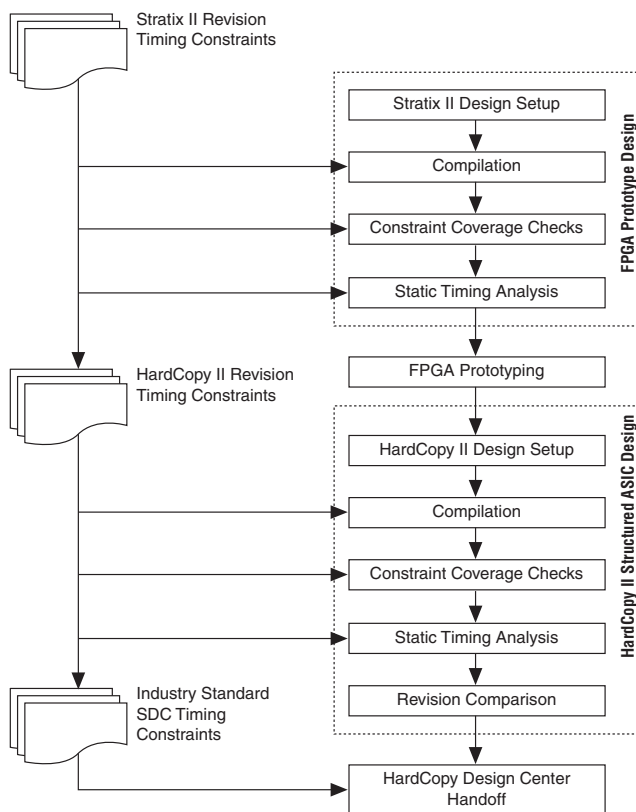 Stratix II Revision
Timing Constraints
Stratix II Design Setup
Compilation
Constraint Coverage Checks
Static Timing Analysis
FPGA Prototype Design
HardCopy II Revision
Timing Constraints
FPGA Prototyping
HardCopy II Design Setup
Compilation
Constraint Coverage Checks
Static Timing Analysis
Revision Comparison
HardCopy II Structured ASIC Design
Industry Standard
SDC Timing
Constraints
HardCopy Design Center
Handoff